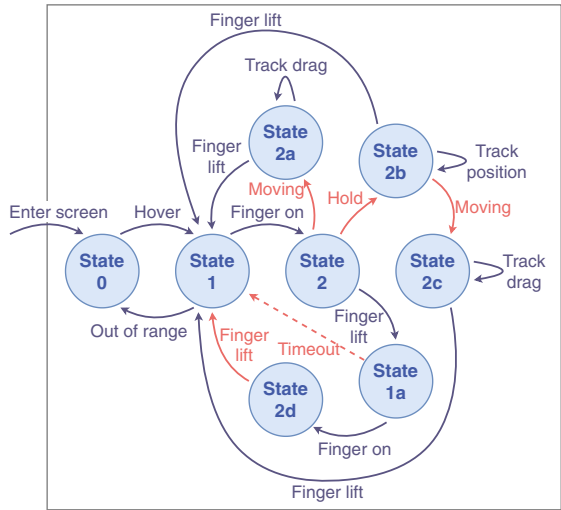 Finger lift
Track drag
State
2a
State
2b
Track
position
Finger
lift
Moving
Hold
Moving
Enter screen
Hover
Finger on
State
0
State
1
State
2
State
2c
Track
drag
Out of range
Finger
lift
Timeout
Finger
lift
State
1a
State
2d
Finger on
Finger lift